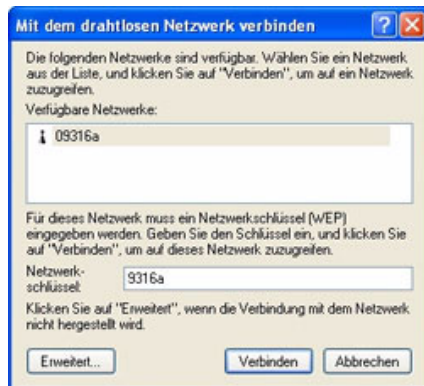 Mit dem drahtlosen Netzwerk verbinden
Die folgenden Netzwerke sind verfügbar. Wählen Sie ein Netzwerk
aus der Liste, und klicken Sie auf "Verbinden", um auf ein Netzwerk
zuzugreifen.
Verfügbare Netzwerke:
09316a
Für dieses Netzwerk muss ein Netzwerkschlüssel (WEP)
eingegeben werden. Geben Sie den Schlüssel ein, und klicken Sie
auf "Verbinden", um auf dieses Netzwerk zuzugreifen.
Netzwerk-
schlüssel:
9316a
Klicken Sie auf "Erweitert", wenn die Verbindung mit dem Netzwerk
nicht hergestellt wird.
Erweitert... Verbinden Abbrechen